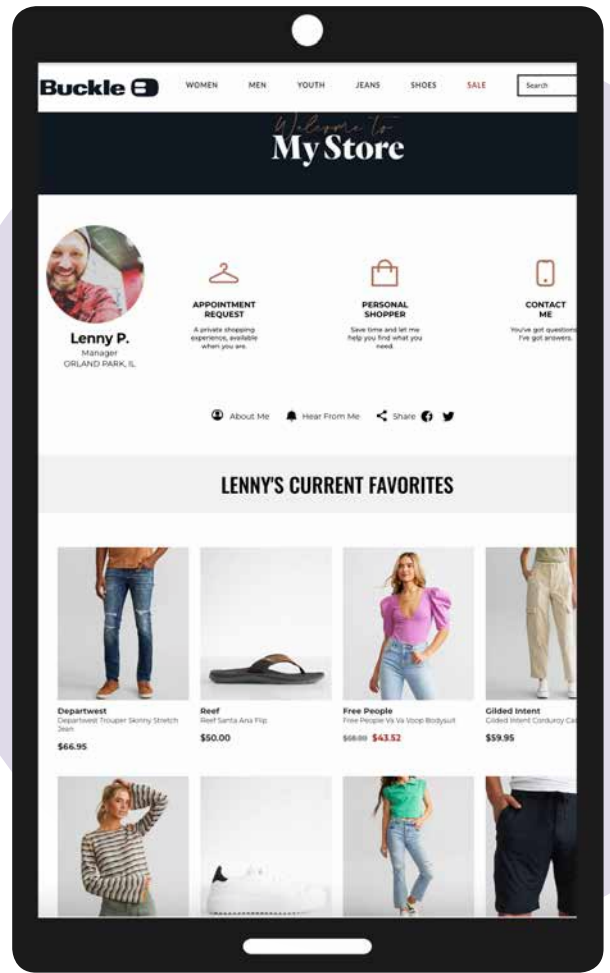 Buckle B
WOMEN MEN YOUTH JEANS SHOES SALE Search
Welcome to
My Store
Lenny P.
Manager
ORLAND PARK, IL
APPOINTMENT
REQUEST
A private shopping
experience, available
when you are.
PERSONAL
SHOPPER
Save time and let me
help you find what you
need.
CONTACT
ME
You've got questions
I've got answers.
About Me Hear From Me Share
LENNY'S CURRENT FAVORITES
Departwest
Departwest Trouper Skinny Stretch
Jean
$66.95
Reef
Reef Santa Ana Flip
$50.00
Free People
Free People Va Va Voop Bodysuit
$68.00 $43.52
Gilded Intent
Gilded Intent Corduroy
$59.95